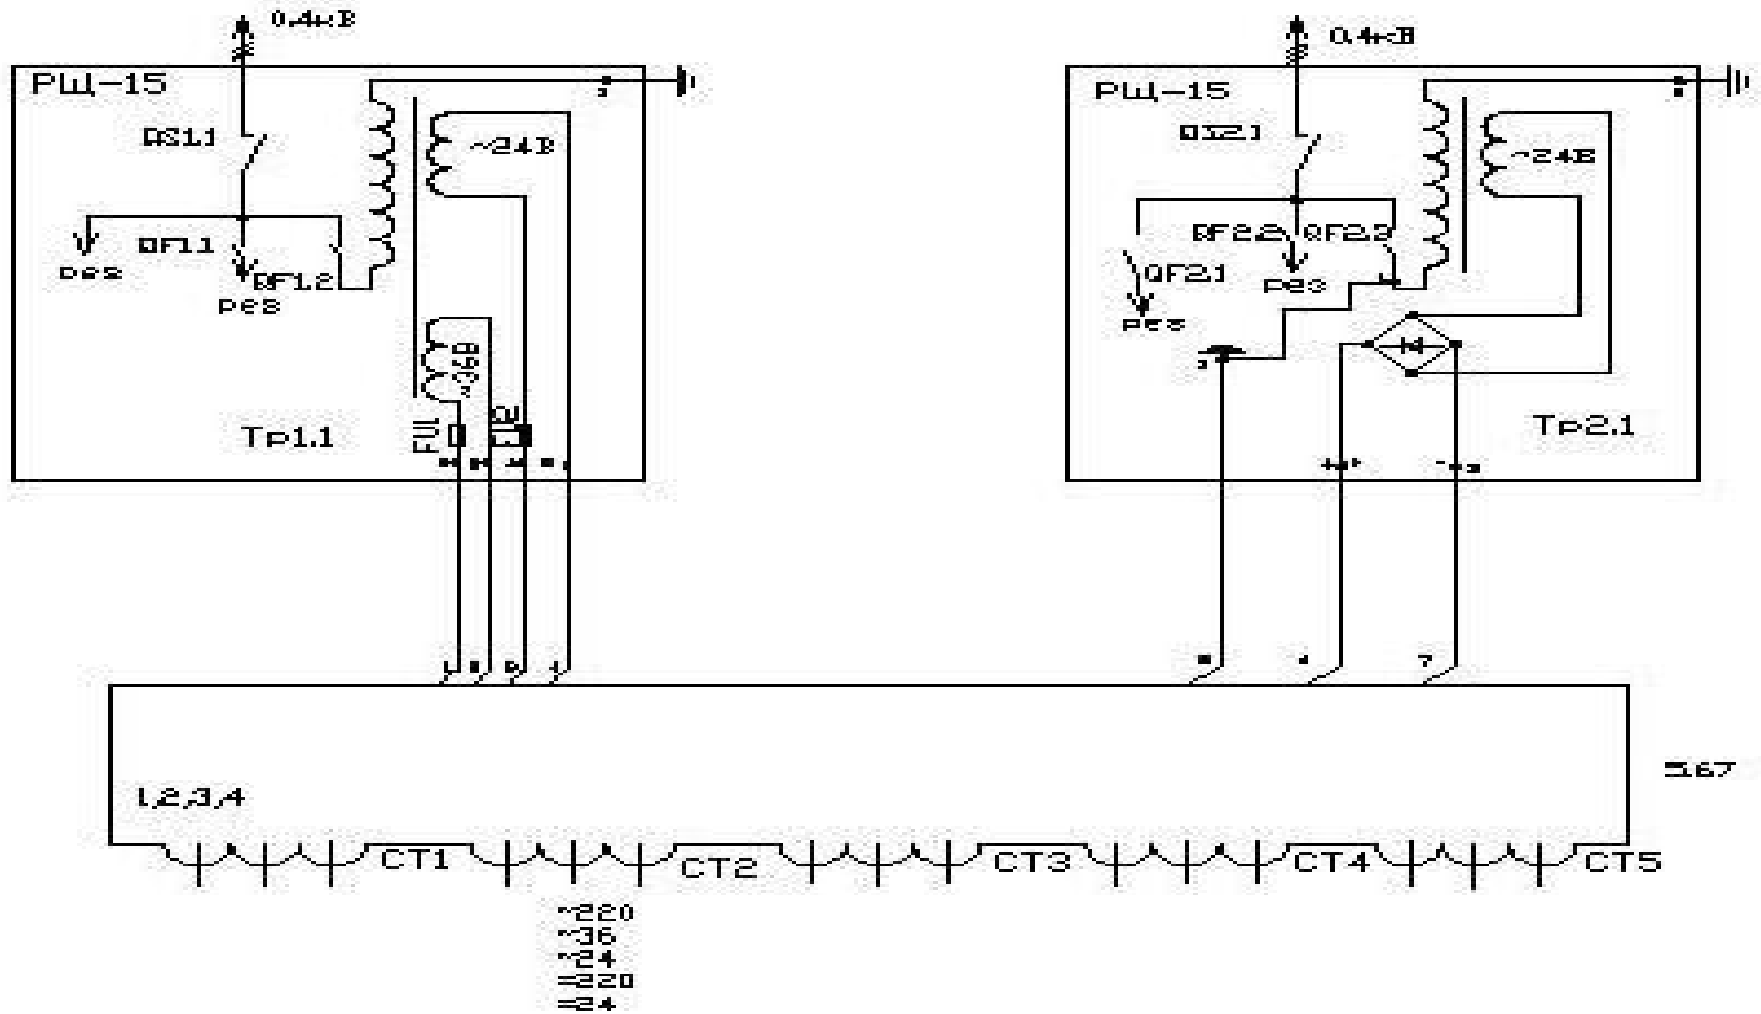 0.4кВ
0.4кВ
РЩ-15
РЩ-15
QS1.1
QS2.1
~24В
~24В
QF1.1
QF1.2
рез
рез
QF2.2
QF2.3
QF2.1
рез
рез
~36В
FU1
Тр1.1
Тр2.1
7
1,2,3,4
5.67
СТ1
СТ2
СТ3
СТ4
СТ5
~220
~36
~24
=220
=24